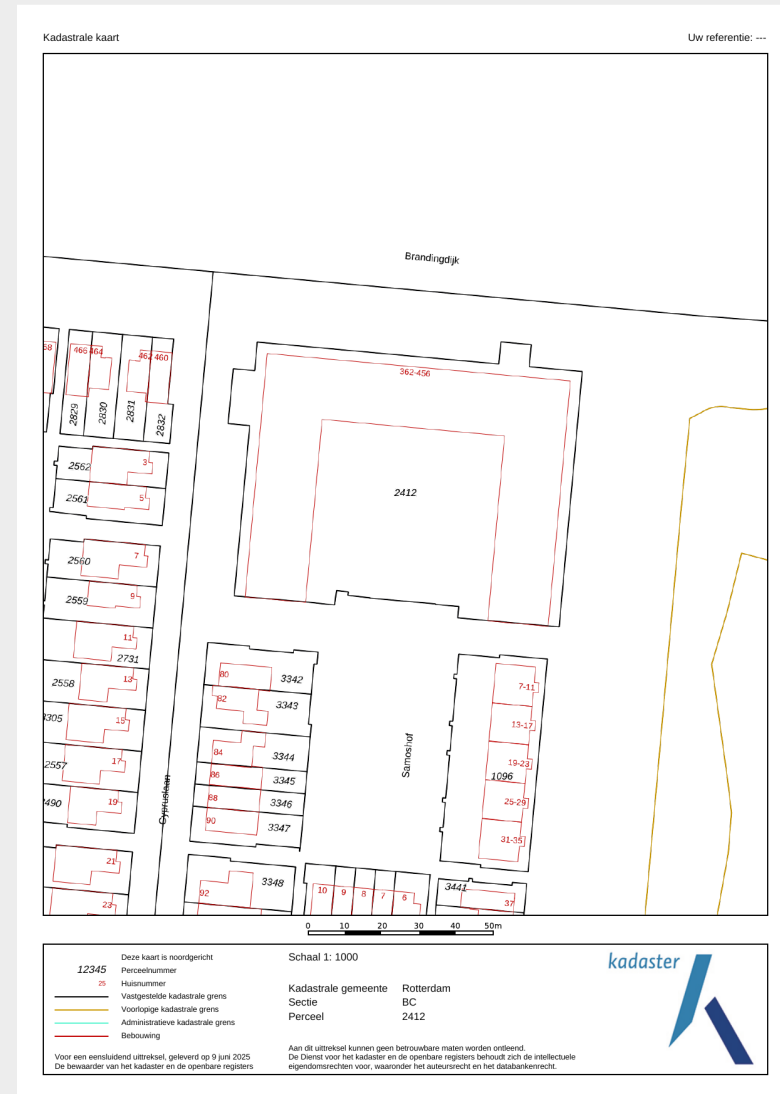 Kadastrale kaart
Uw referentie: ---
Brandingdijk
68
466
464
462
460
362-456
2829
2830
2831
2832
2562
3
2561
5
2412
2560
7
2559
9
11
2731
2558
13
3305
15
2557
17
19
21
23
Cypruslaan
80
3342
82
3343
84
3344
86
3345
88
3346
90
3347
92
3348
Samoshof
7-11
13-17
19-23
1096
25-29
31-35
10
9
8
7
6
3441
37
0 10 20 30 40 50m
Deze kaart is noordgericht
12345 Perceelnummer
25 Huisnummer
Vastgestelde kadastrale grens
Voorlopige kadastrale grens
Administratieve kadastrale grens
Bebouwing
Voor een eensluidend uittreksel, geleverd op 9 juni 2025
De bewaarder van het kadaster en de openbare registers
Schaal 1: 1000
Kadastrale gemeente Rotterdam
Sectie BC
Perceel 2412
Aan dit uittreksel kunnen geen betrouwbare maten worden ontleend.
De Dienst voor het kadaster en de openbare registers behoudt zich de intellectuele
eigendomsrechten voor, waaronder het auteursrecht en het databankenrecht.
kadaster